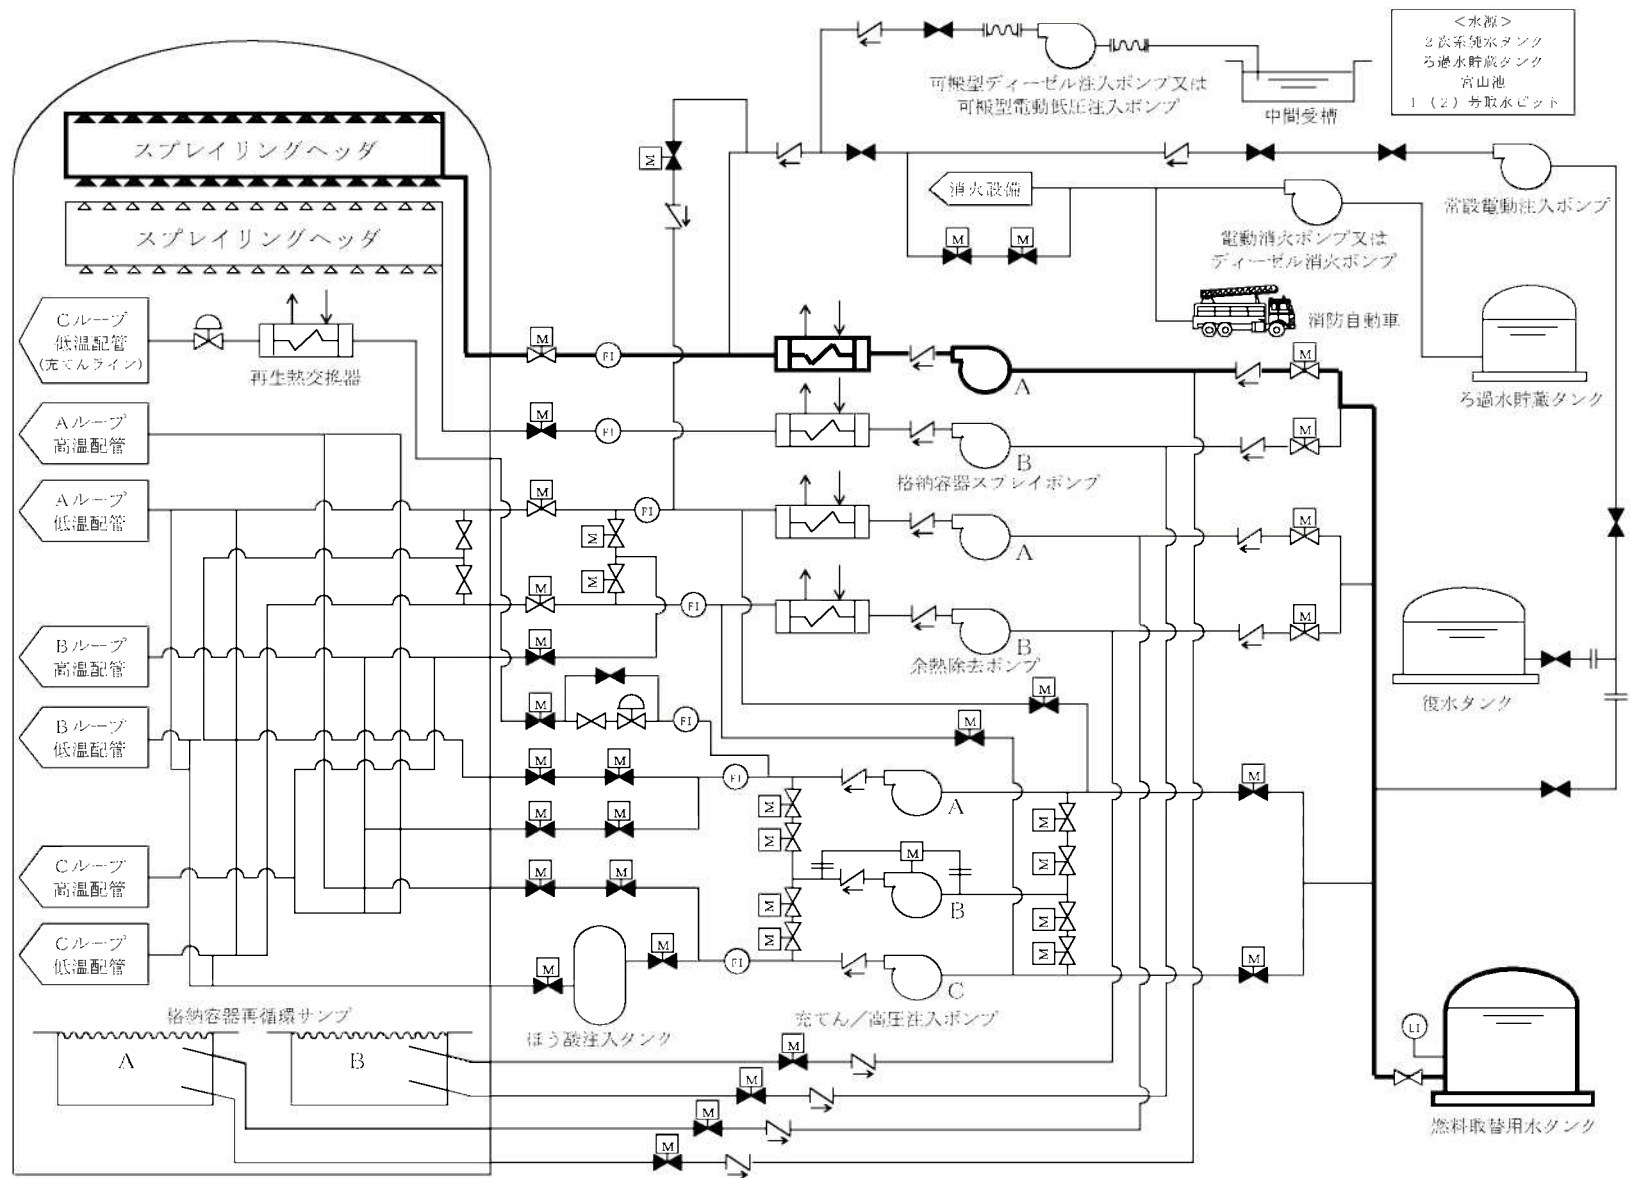 <水源>
2次系純水タンク
ろ過水貯蔵タンク
宮山池
1（2）号取水ピット
可搬型ディーゼル注入ポンプ又は
可搬型電動低圧注入ポンプ
中間受槽
スプレイリングヘッダ
M
消火設備
常設電動注入ポンプ
スプレイリングヘッダ
M
M
電動消火ポンプ又は
ディーゼル消火ポンプ
Cループ
低温配管
(充てんライン)
再生熱交換器
M
FI
消防自動車
A
M
ろ過水貯蔵タンク
Aループ
高温配管
M
FI
B
M
格納容器スプレイポンプ
Aループ
低温配管
M
FI
M
A
M
M
M
FI
B
M
余熱除去ポンプ
Bループ
高温配管
M
M
復水タンク
Bループ
低温配管
M
FI
M
M
M
FI
M
A
M
M
M
M
M
M
M
M
B
Cループ
高温配管
M
M
M
M
M
M
Cループ
低温配管
M
M
FI
C
M
格納容器再循環サンプ
ほう酸注入タンク
充てん／高圧注入ポンプ
LI
A
B
M
M
M
M
燃料取替用水タンク